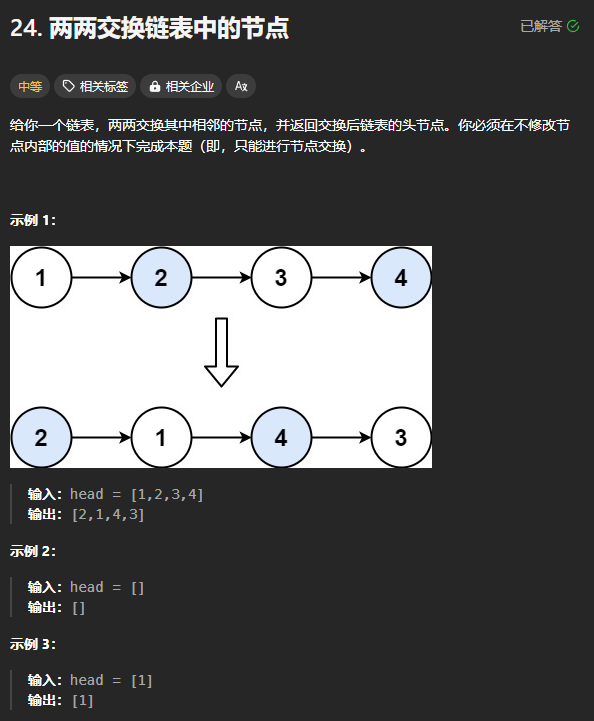 24. 两两交换链表中的节点
已解答
中等
相关标签
相关企业
给你一个链表，两两交换其中相邻的节点，并返回交换后链表的头节点。你必须在不修改节
点内部的值的情况下完成本题（即，只能进行节点交换）。
示例 1：
1 2 3 4
2 1 4 3
输入：head = [1,2,3,4]
输出：[2,1,4,3]
示例 2：
输入：head = []
输出：[]
示例 3：
输入：head = [1]
输出：[1]